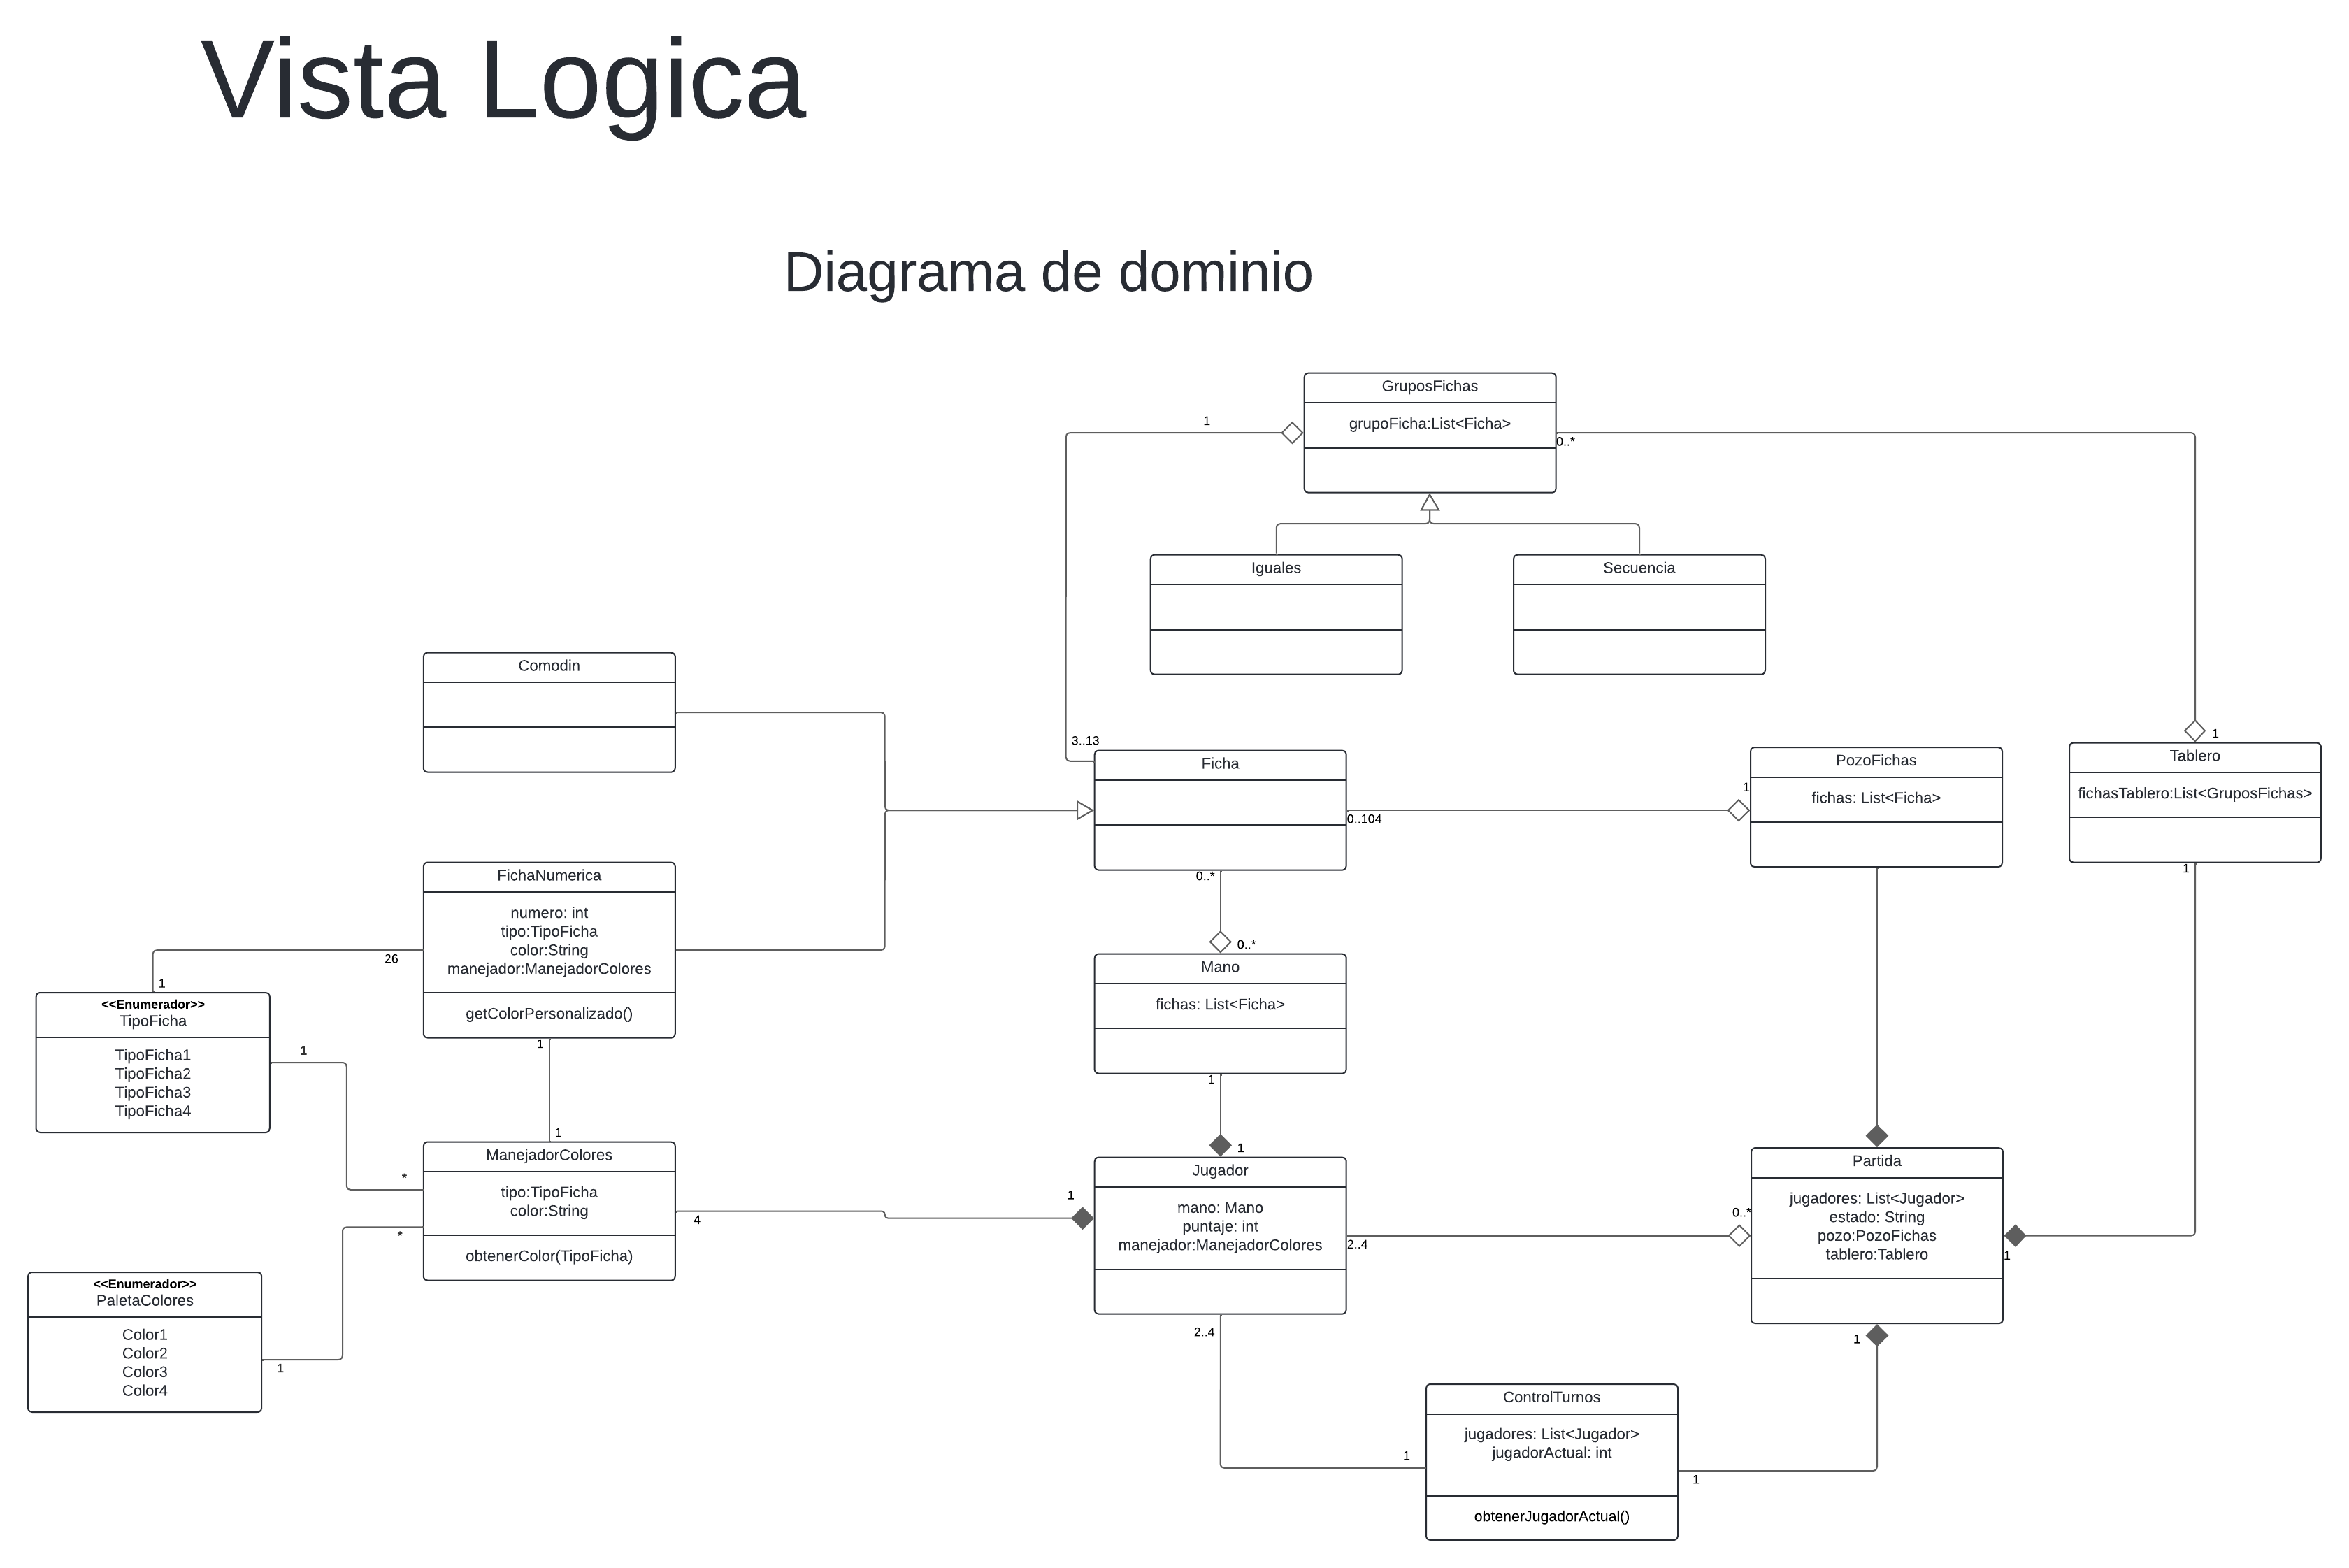 Vista Logica
Diagrama de dominio
GruposFichas
grupoFicha:List<Ficha>
1
0..*
Iguales
Secuencia
Comodin
3..13
Ficha
0..104
1
PozoFichas
fichas: List<Ficha>
1
Tablero
fichasTablero:List<GruposFichas>
1
FichaNumerica
numero: int
tipo:TipoFicha
color:String
manejador:ManejadorColores
getColorPersonalizado()
26
1
1
0..*
0..*
Mano
fichas: List<Ficha>
1
1
<<Enumerador>>
TipoFicha
TipoFicha1
TipoFicha2
TipoFicha3
TipoFicha4
1
*
*
1
ManejadorColores
tipo:TipoFicha
color:String
obtenerColor(TipoFicha)
4
1
<<Enumerador>>
PaletaColores
Color1
Color2
Color3
Color4
1
Jugador
mano: Mano
puntaje: int
manejador:ManejadorColores
2..4
0..*
2..4
Partida
jugadores: List<Jugador>
estado: String
pozo:PozoFichas
tablero:Tablero
1
1
ControlTurnos
jugadores: List<Jugador>
jugadorActual: int
obtenerJugadorActual()
1
1